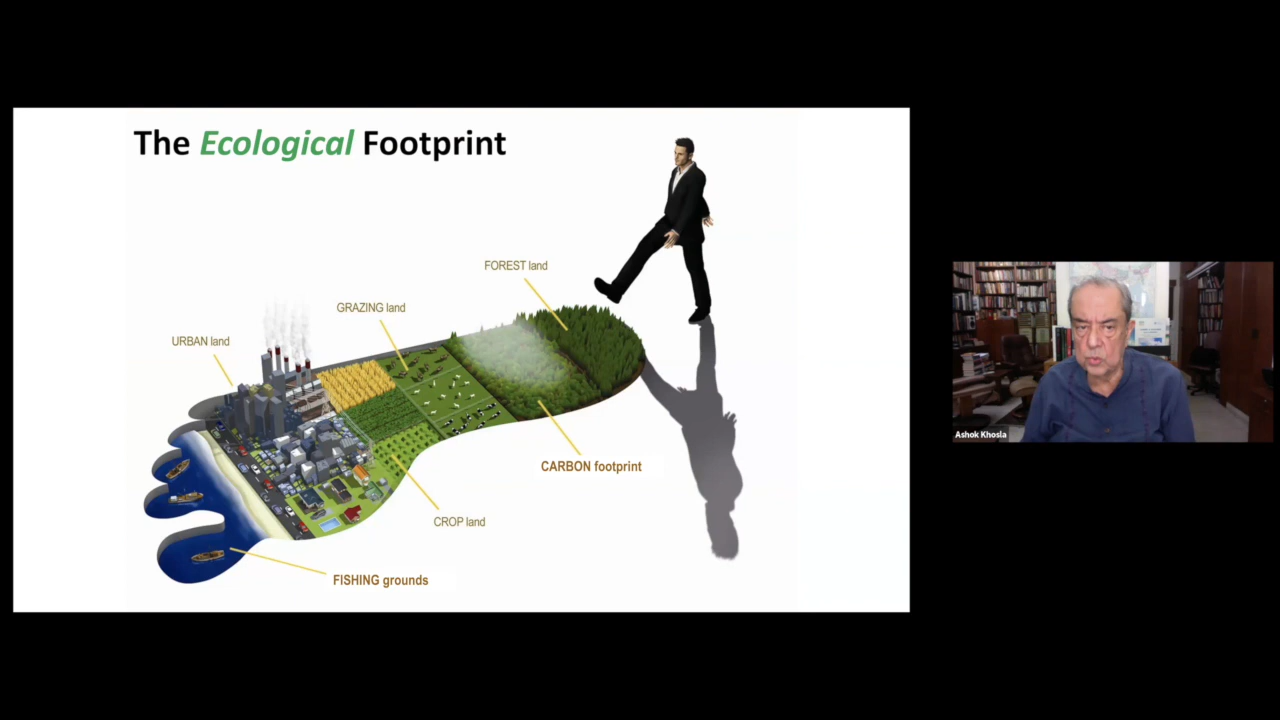 The Ecological Footprint
FOREST land
GRAZING land
URBAN land
CARBON footprint
CROP land
FISHING grounds
Ashok Khosla